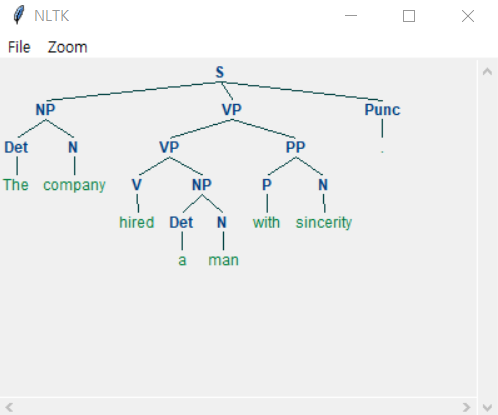 NLTK
File Zoom
S
NP VP Punc
Det N VP PP .
The company V NP P N
hired Det N with sincerity
a man